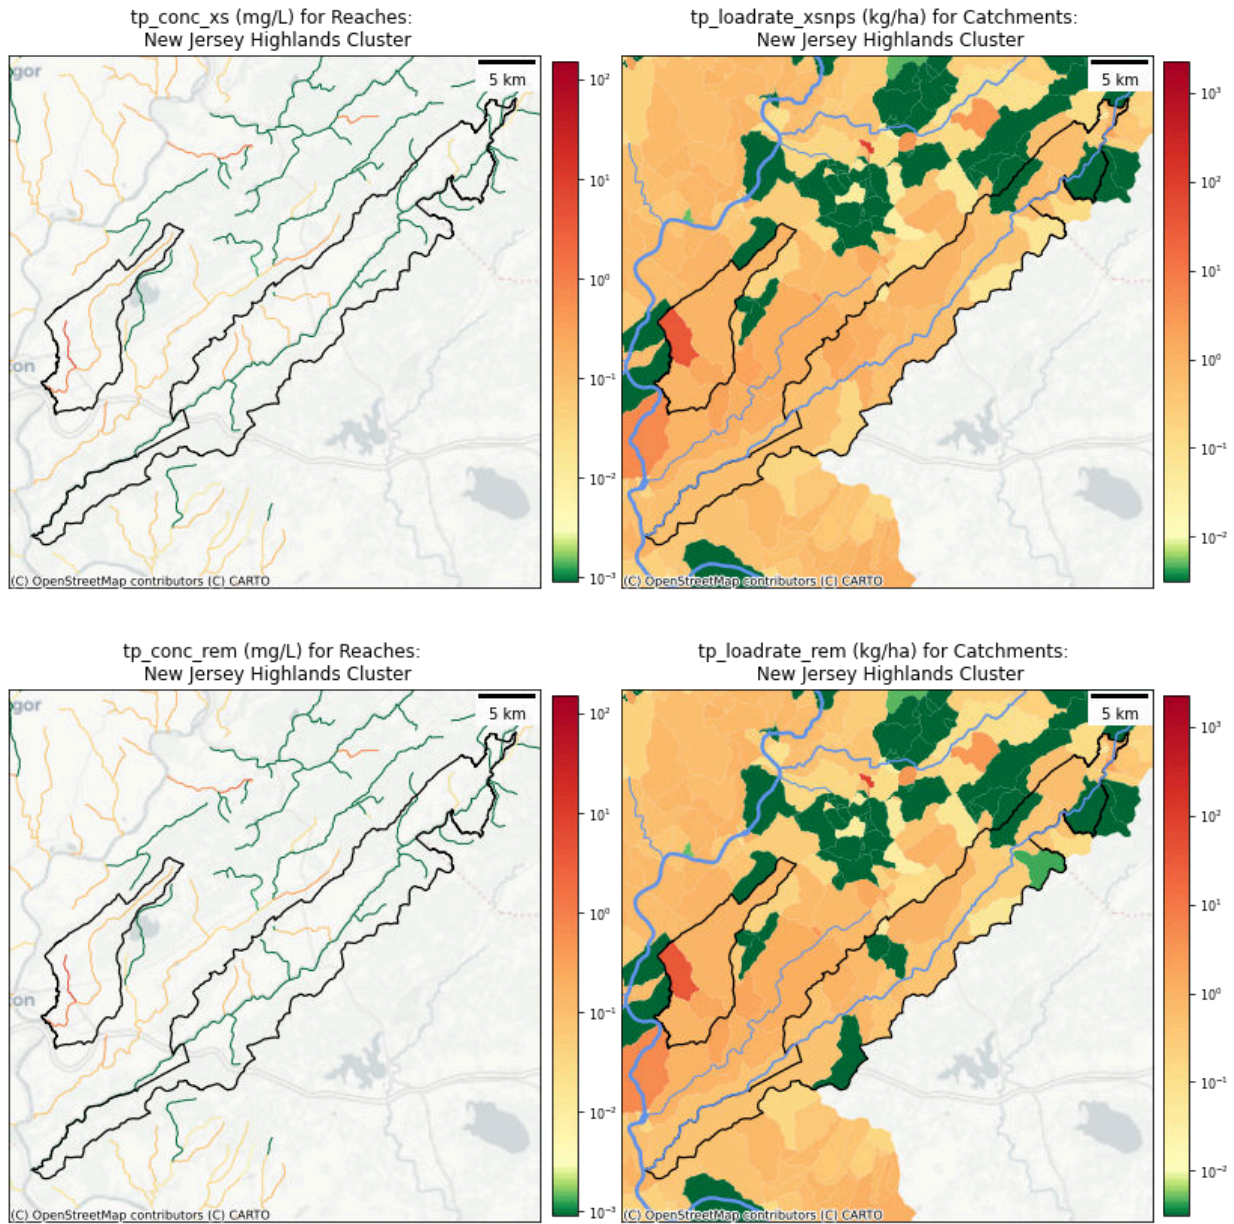 tp_conc_xs (mg/L) for Reaches:
New Jersey Highlands Cluster
gor
5 km
on
(C) OpenStreetMap contributors (C) CARTO
10²
10¹
10⁰
10⁻¹
10⁻²
10⁻³
tp_loadrate_xsnps (kg/ha) for Catchments:
New Jersey Highlands Cluster
5 km
(C) OpenStreetMap contributors (C) CARTO
10³
10²
10¹
10⁰
10⁻¹
10⁻²
tp_conc_rem (mg/L) for Reaches:
New Jersey Highlands Cluster
gor
5 km
on
(C) OpenStreetMap contributors (C) CARTO
10²
10¹
10⁰
10⁻¹
10⁻²
10⁻³
tp_loadrate_rem (kg/ha) for Catchments:
New Jersey Highlands Cluster
5 km
(C) OpenStreetMap contributors (C) CARTO
10³
10²
10¹
10⁰
10⁻¹
10⁻²